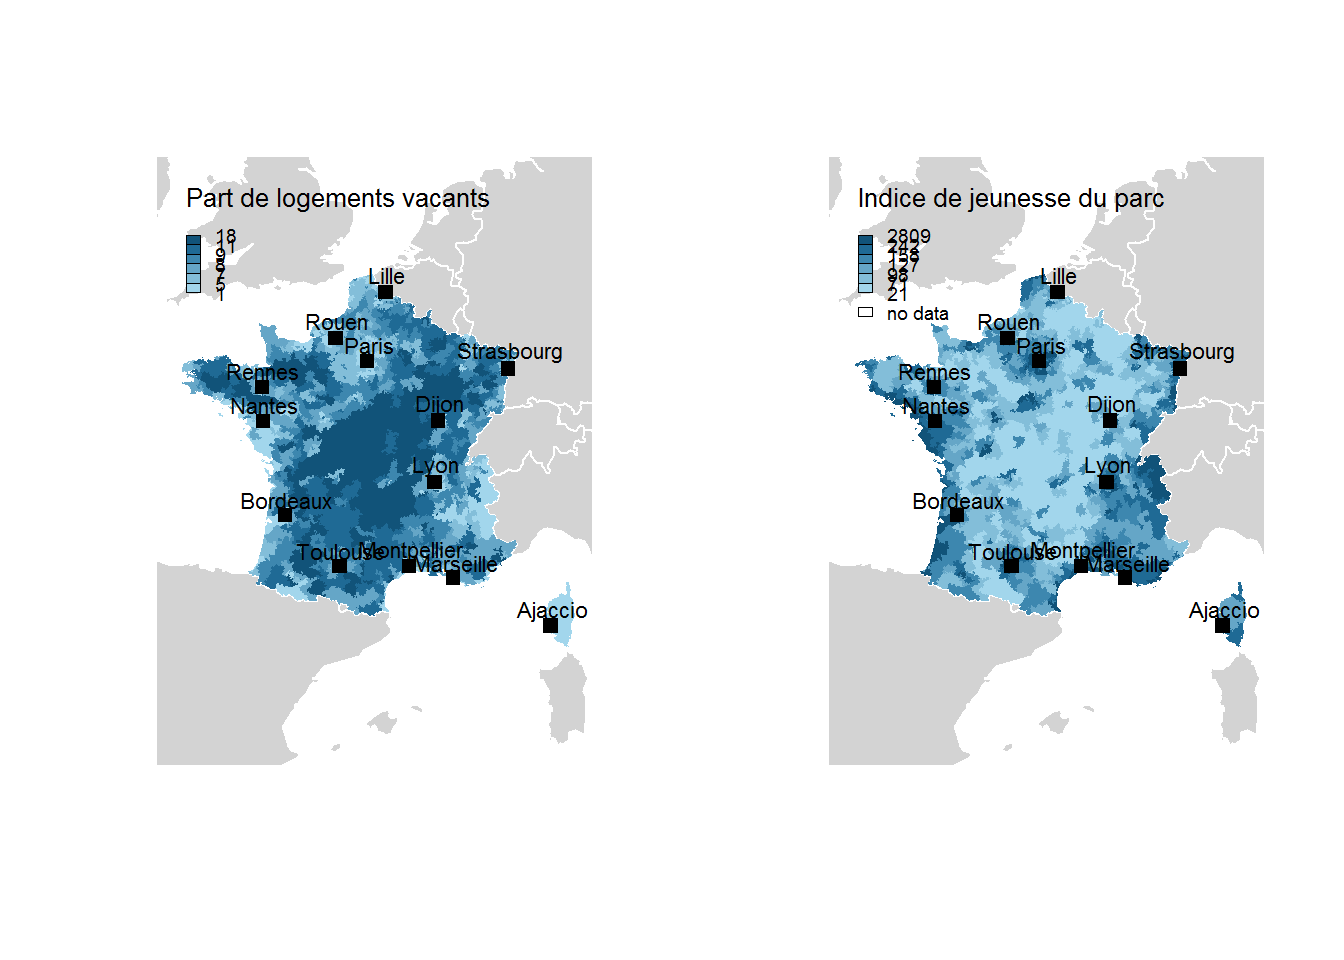 Part de logements vacants
18
11
9
8
7
5
1
Lille
Rouen
Paris
Strasbourg
Rennes
Nantes
Dijon
Lyon
Bordeaux
Toulouse
Montpellier
Marseille
Ajaccio
Indice de jeunesse du parc
2809
242
158
127
98
71
21
no data
Lille
Rouen
Paris
Strasbourg
Rennes
Nantes
Dijon
Lyon
Bordeaux
Toulouse
Montpellier
Marseille
Ajaccio